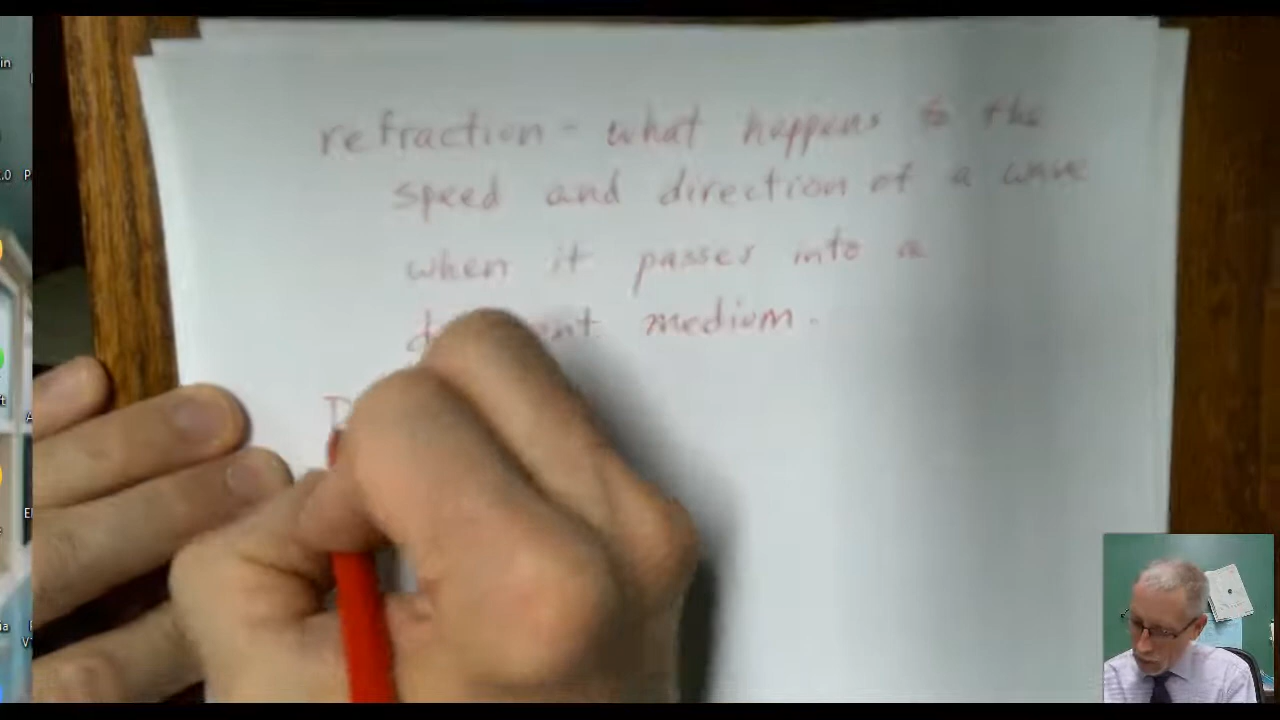 refraction - what happens to the
speed and direction of a wave
when it passes into a
medium.